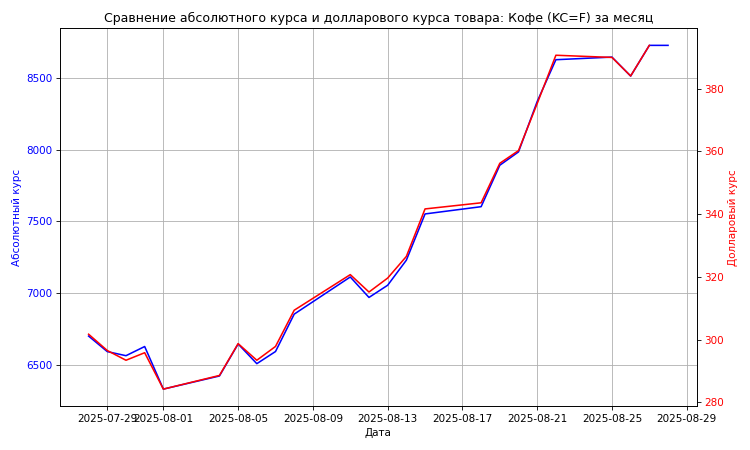 Сравнение абсолютного курса и долларового курса товара: Кофе (KC=F) за месяц
Абсолютный курс
8500
8000
7500
7000
6500
380
360
340
320
300
280
Долларовый курс
2025-07-29 2025-08-01 2025-08-05 2025-08-09 2025-08-13 2025-08-17 2025-08-21 2025-08-25 2025-08-29
Дата